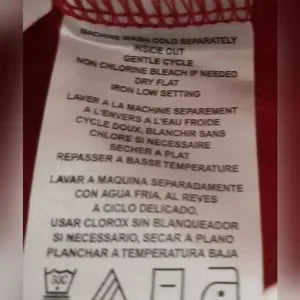 MACHINE WASH COLD SEPARATELY
INSIDE OUT
GENTLE CYCLE
NON CHLORINE BLEACH IF NEEDED
DRY FLAT
IRON LOW SETTING
LAVER A LA MACHINE SEPAREMENT
A L'ENVERS A L'EAU FROIDE
CYCLE DOUX, BLANCHIR SANS
CHLORE SI NECESSAIRE
SECHER A PLAT
REPASSER A BASSE TEMPERATURE
LAVAR A MAQUINA SEPARADAMENTE
CON AGUA FRIA, AL REVES
A CICLO DELICADO,
USAR CLOROX SIN BLANQUEADOR
SI NECESSARIO, SECAR A PLANO
PLANCHAR A TEMPERATURA BAJA
30C